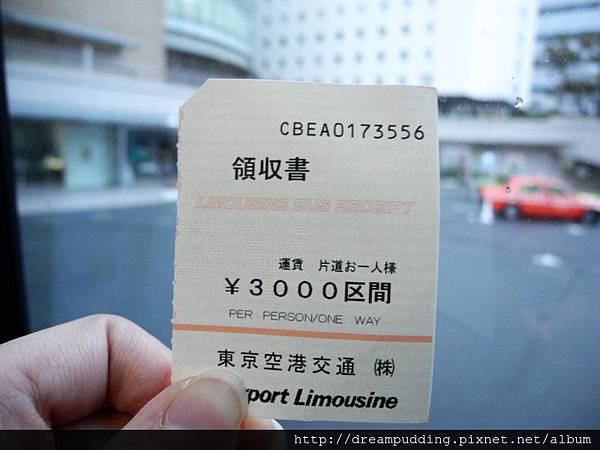 CBEA0173556
領収書
LIMOUSINE BUS RECEIPT
運賃 片道お一人様
¥3000区間
PER PERSON/ONE WAY
東京空港交通 ㈱
port Limousine
http://dreampudding.pixnet.net/album